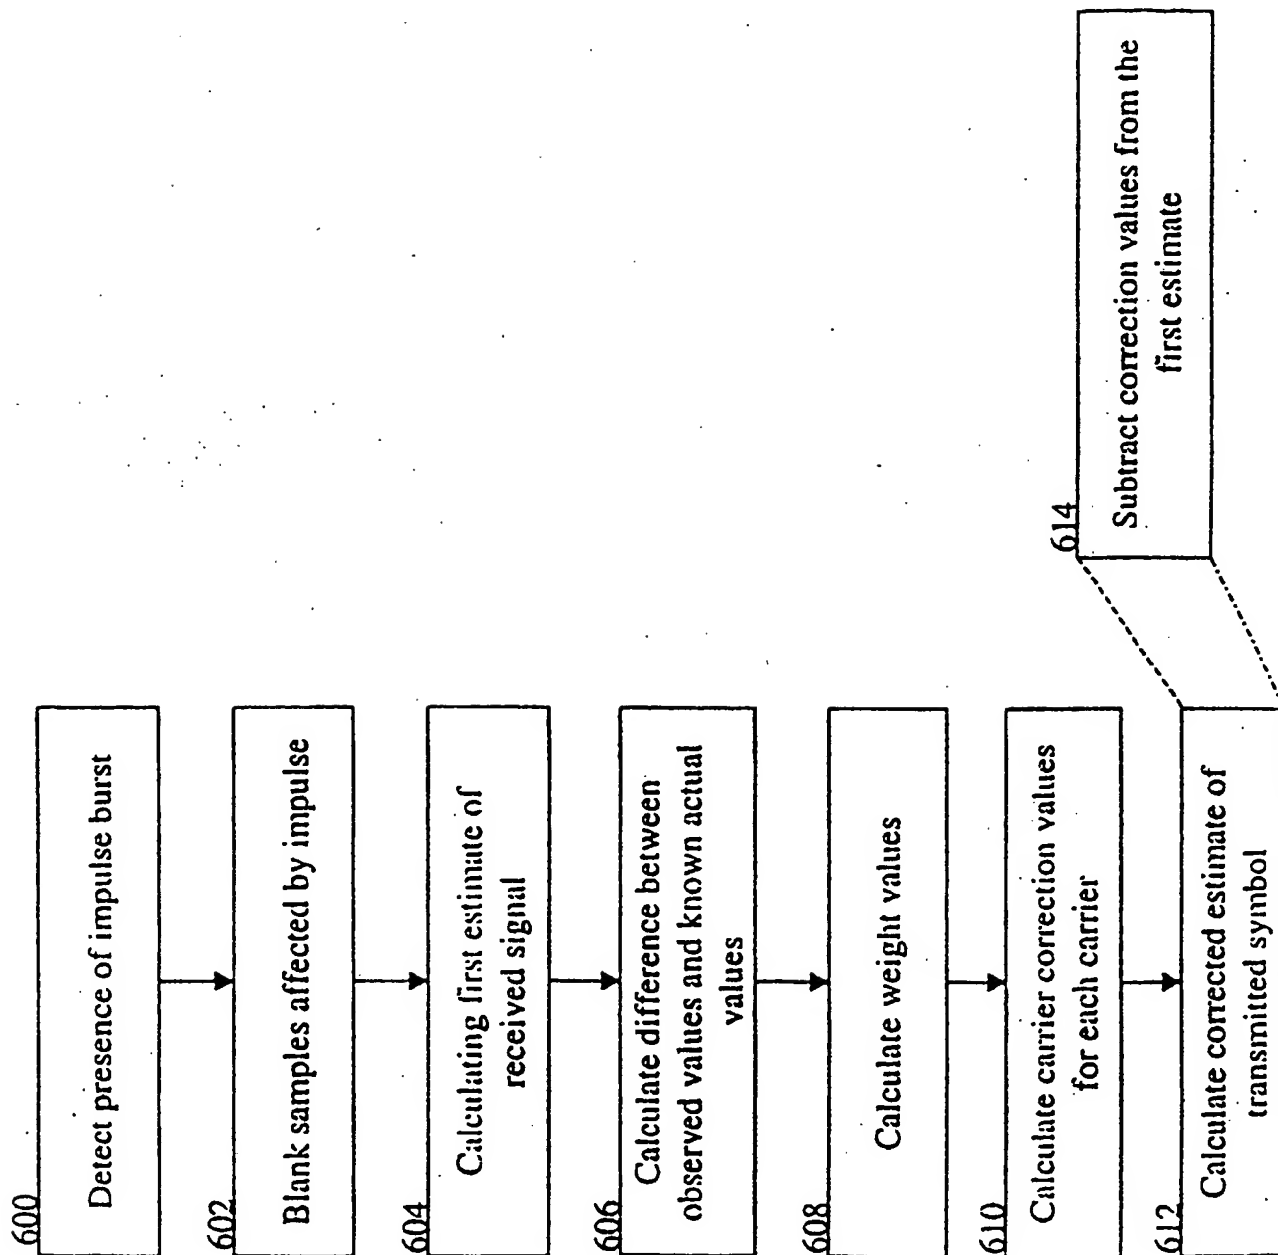 600
Detect presence of impulse burst
602
Blank samples affected by impulse
604
Calculating first estimate of
received signal
606
Calculate difference between
observed values and known actual
values
608
Calculate weight values
610
Calculate carrier correction values
for each carrier
612
Calculate corrected estimate of
transmitted symbol
614
Subtract correction values from the
first estimate